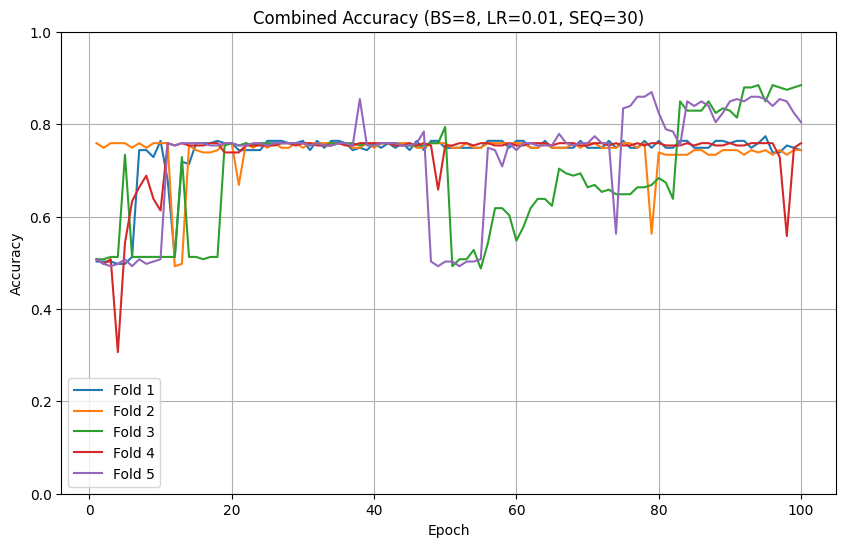 Combined Accuracy (BS=8, LR=0.01, SEQ=30)
1.0
0.8
0.6
0.4
0.2
0.0
Accuracy
Fold 1
Fold 2
Fold 3
Fold 4
Fold 5
0 20 40 60 80 100
Epoch